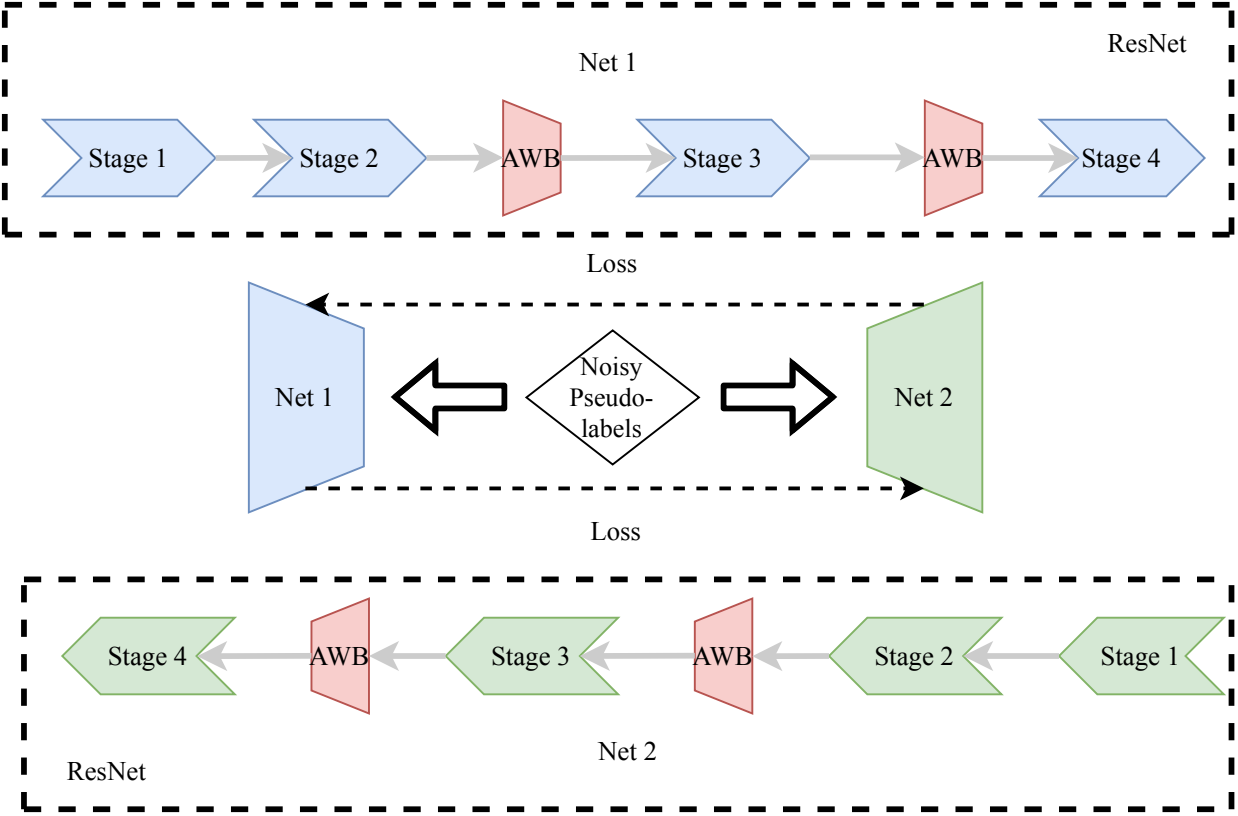 ResNet
Net 1
Stage 1
Stage 2
AWB
Stage 3
AWB
Stage 4
Loss
Net 1
Noisy
Pseudo-
labels
Net 2
Loss
Stage 4
AWB
Stage 3
AWB
Stage 2
Stage 1
Net 2
ResNet